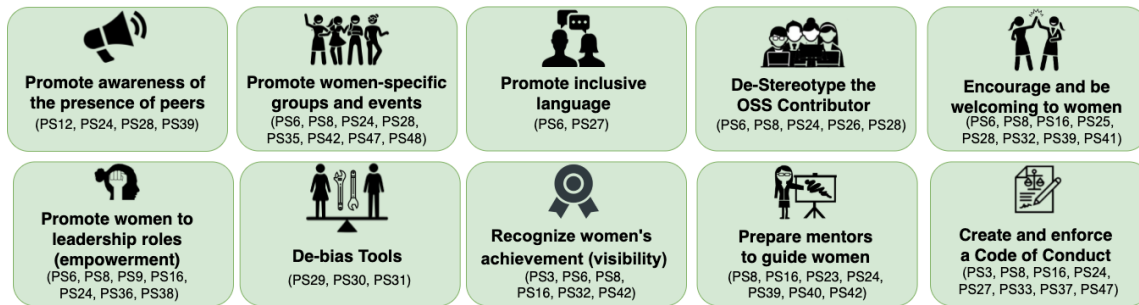 Promote awareness of
the presence of peers
(PS12, PS24, PS28, PS39)
Promote women-specific
groups and events
(PS6, PS8, PS24, PS28,
PS35, PS42, PS47, PS48)
Promote inclusive
language
(PS6, PS27)
De-Stereotype the
OSS Contributor
(PS6, PS8, PS24, PS26, PS28)
Encourage and be
welcoming to women
(PS6, PS8, PS16, PS25,
PS28, PS32, PS39, PS41)
Promote women to
leadership roles
(empowerment)
(PS6, PS8, PS9, PS16,
PS24, PS36, PS38)
De-bias Tools
(PS29, PS30, PS31)
Recognize women's
achievement (visibility)
(PS3, PS6, PS8,
PS16, PS32, PS42)
Prepare mentors
to guide women
(PS8, PS16, PS23, PS24,
PS39, PS40, PS42)
Create and enforce
a Code of Conduct
(PS3, PS8, PS16, PS24,
PS27, PS33, PS37, PS47)